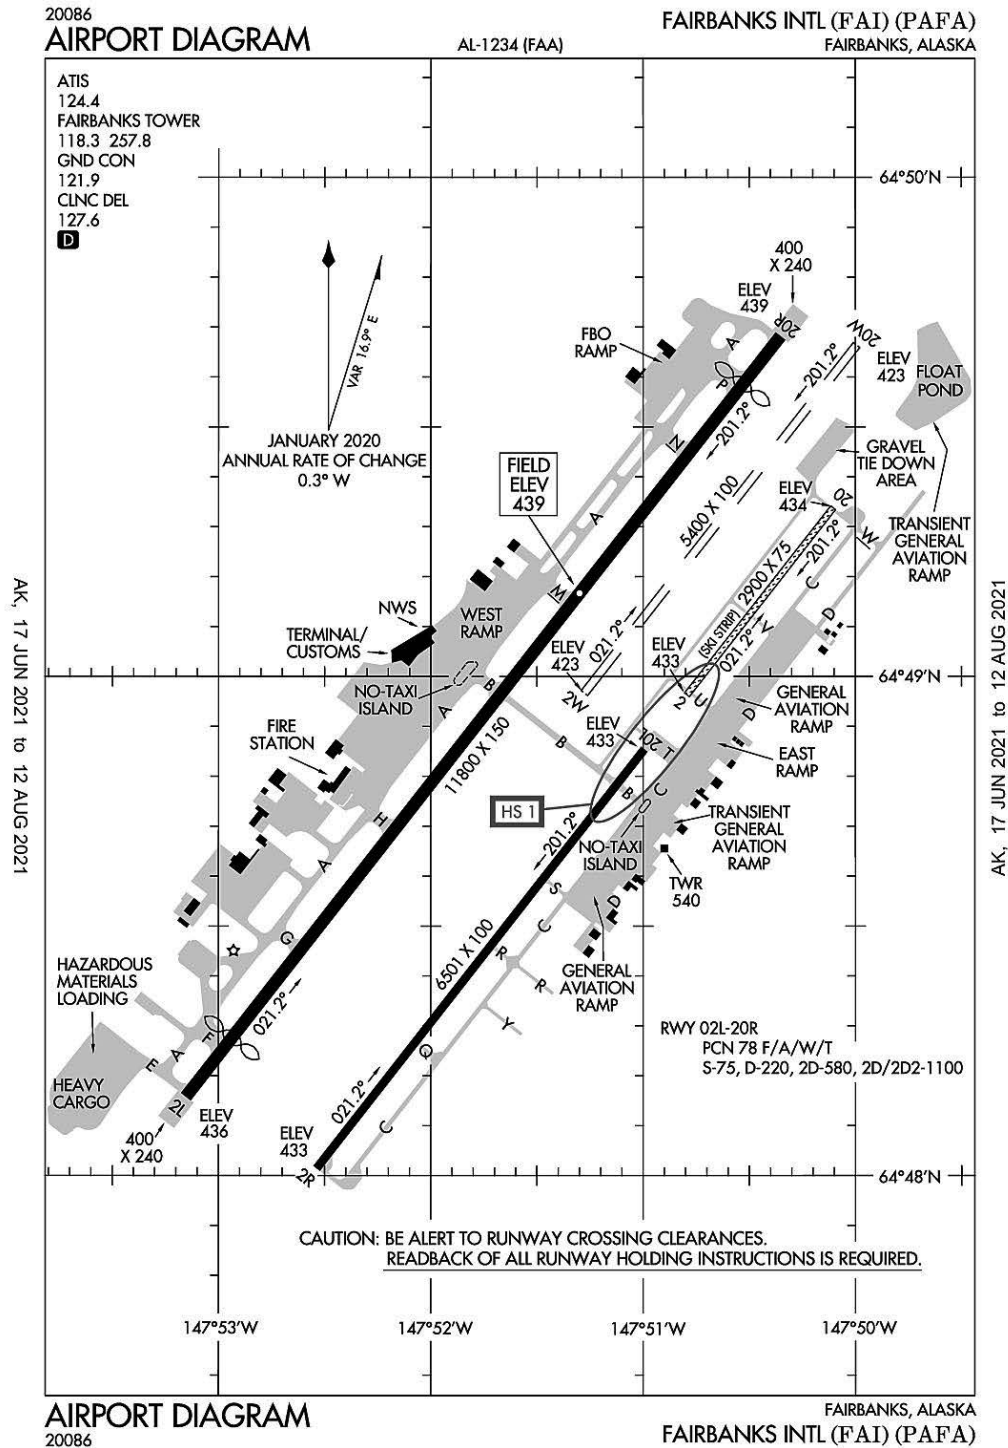 20086
AIRPORT DIAGRAM
AL-1234 (FAA)
FAIRBANKS INTL (FAI) (PAFA)
FAIRBANKS, ALASKA
ATIS
124.4
FAIRBANKS TOWER
118.3 257.8
GND CON
121.9
CLNC DEL
127.6
D
64°50'N
VAR 16.9° E
JANUARY 2020
ANNUAL RATE OF CHANGE
0.3° W
400
X 240
ELEV
439
20R
A
P
FBO
RAMP
201.2°
N
20W
201.2°
ELEV
423
FLOAT
POND
GRAVEL
TIE DOWN
AREA
FIELD
ELEV
439
A
5400 X 100
ELEV
434
20
W
TRANSIENT
GENERAL
AVIATION
RAMP
201.2°
C
(SKI STRIP) 2900 X 75
D
V
M
NWS
WEST
RAMP
TERMINAL/
CUSTOMS
ELEV
423
021.2°
2W
ELEV
433
021.2°
2
U
64°49'N
NO-TAXI
ISLAND
B
A
11800 X 150
GENERAL
AVIATION
RAMP
D
ELEV
433
20L
T
EAST
RAMP
FIRE
STATION
B
B
C
HS 1
201.2°
H
NO-TAXI
ISLAND
TRANSIENT
GENERAL
AVIATION
RAMP
TWR
540
A
G
S
C
D
R
R
6501 X 100
GENERAL
AVIATION
RAMP
HAZARDOUS
MATERIALS
LOADING
021.2°
F
A
E
HEAVY
CARGO
2L
ELEV
436
400
X 240
Y
Q
C
021.2°
ELEV
433
2R
RWY 02L-20R
PCN 78 F/A/W/T
S-75, D-220, 2D-580, 2D/2D2-1100
64°48'N
CAUTION: BE ALERT TO RUNWAY CROSSING CLEARANCES.
READBACK OF ALL RUNWAY HOLDING INSTRUCTIONS IS REQUIRED.
147°53'W
147°52'W
147°51'W
147°50'W
AK, 17 JUN 2021 to 12 AUG 2021
AK, 17 JUN 2021 to 12 AUG 2021
AIRPORT DIAGRAM
20086
FAIRBANKS, ALASKA
FAIRBANKS INTL (FAI) (PAFA)